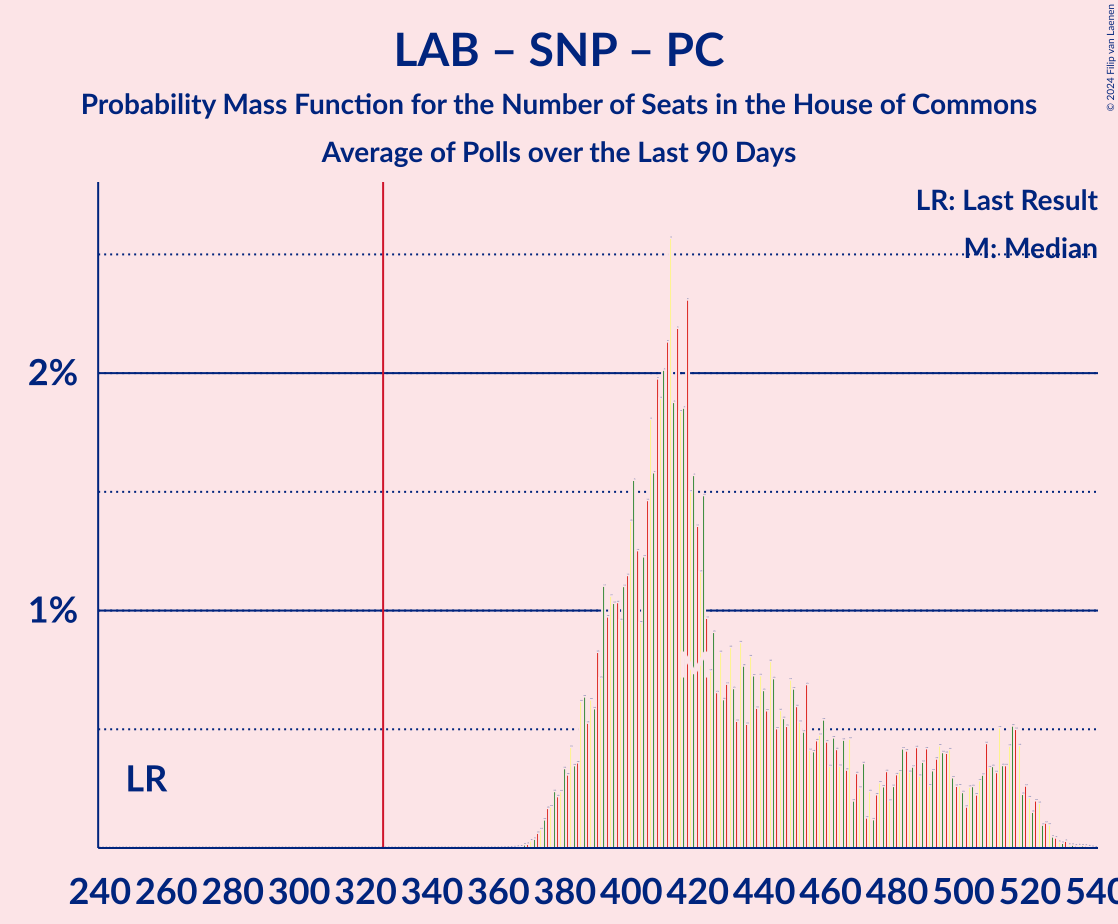 LAB – SNP – PC
Probability Mass Function for the Number of Seats in the House of Commons
Average of Polls over the Last 90 Days
© 2024 Filip van Laenen
LR: Last Result
M: Median
2%
1%
LR
M
240 260 280 300 320 340 360 380 400 420 440 460 480 500 520 540